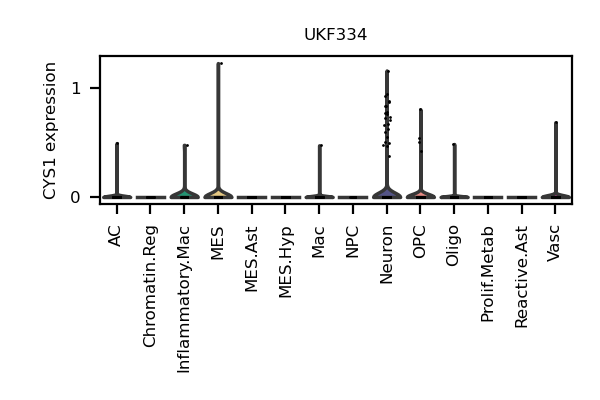 UKF334
CYS1 expression
1
0
AC
Chromatin.Reg
Inflammatory.Mac
MES
MES.Ast
MES.Hyp
Mac
NPC
Neuron
OPC
Oligo
Prolif.Metab
Reactive.Ast
Vasc